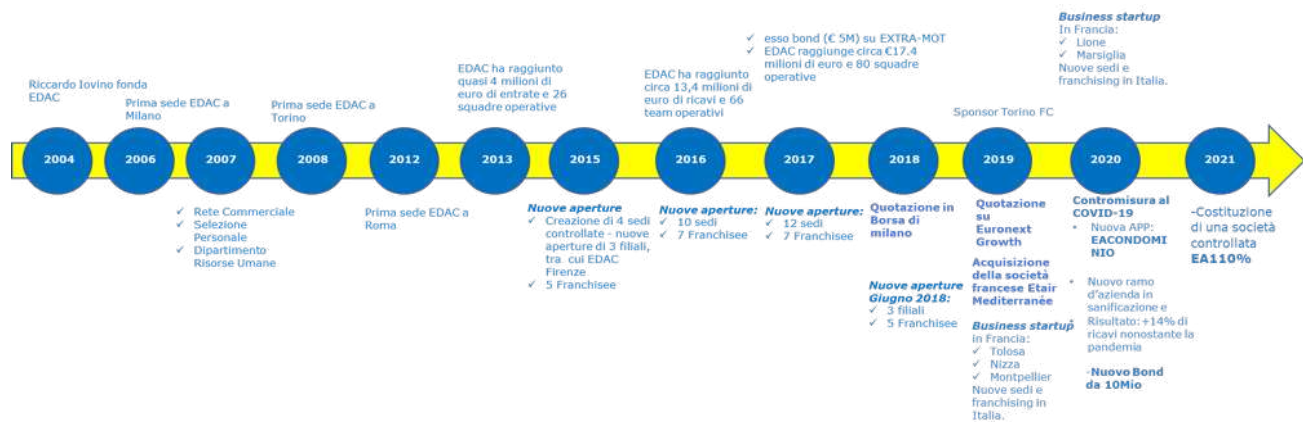 Riccardo Iovino fonda
EDAC
Prima sede EDAC a
Milano
Prima sede EDAC a
Torino
EDAC ha raggiunto
quasi 4 milioni di
euro di entrate e 26
squadre operative
EDAC ha raggiunto
circa 13,4 milioni di
euro di ricavi e 66
team operativi
✓ esso bond (€ 5M) su EXTRA-MOT
✓ EDAC raggiunge circa €17.4
milioni di euro e 80 squadre
operative
Sponsor Torino FC
Business startup
In Francia:
✓ Lione
✓ Marsiglia
Nuove sedi e
franchising in Italia.
2004
2006
2007
2008
2012
2013
2015
2016
2017
2018
2019
2020
2021
✓ Rete Commerciale
✓ Selezione
Personale
✓ Dipartimento
Risorse Umane
Prima sede EDAC a
Roma
Nuove aperture
✓ Creazione di 4 sedi
controllate - nuove
aperture di 3 filiali,
tra cui EDAC
Firenze
✓ 5 Franchisee
Nuove aperture:
✓ 10 sedi
✓ 7 Franchisee
Nuove aperture:
✓ 12 sedi
✓ 7 Franchisee
Quotazione in
Borsa di
milano
Nuove aperture
Giugno 2018:
✓ 3 filiali
✓ 5 Franchisee
Quotazione
su
Euronext
Growth
Acquisizione
della società
francese Etair
Mediterranée
Business startup
in Francia:
✓ Tolosa
✓ Nizza
✓ Montpellier
Nuove sedi e
franchising in
Italia.
Contromisura al
COVID-19
• Nuova APP:
EACONDOMI
NIO
• Nuovo ramo
d'azienda in
sanificazione e
• Risultato: +14% di
ricavi nonostante la
pandemia
-Nuovo Bond
da 10Mio
-Costituzione
di una società
controllata
EA110%